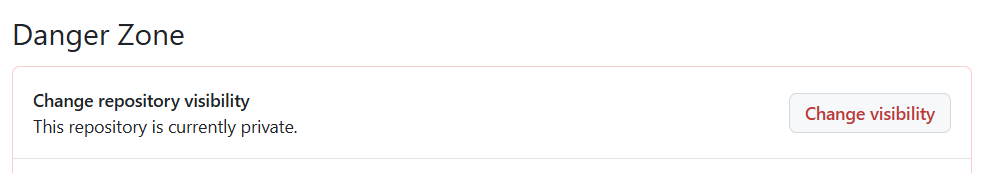 Danger Zone
Change repository visibility
This repository is currently private.
Change visibility